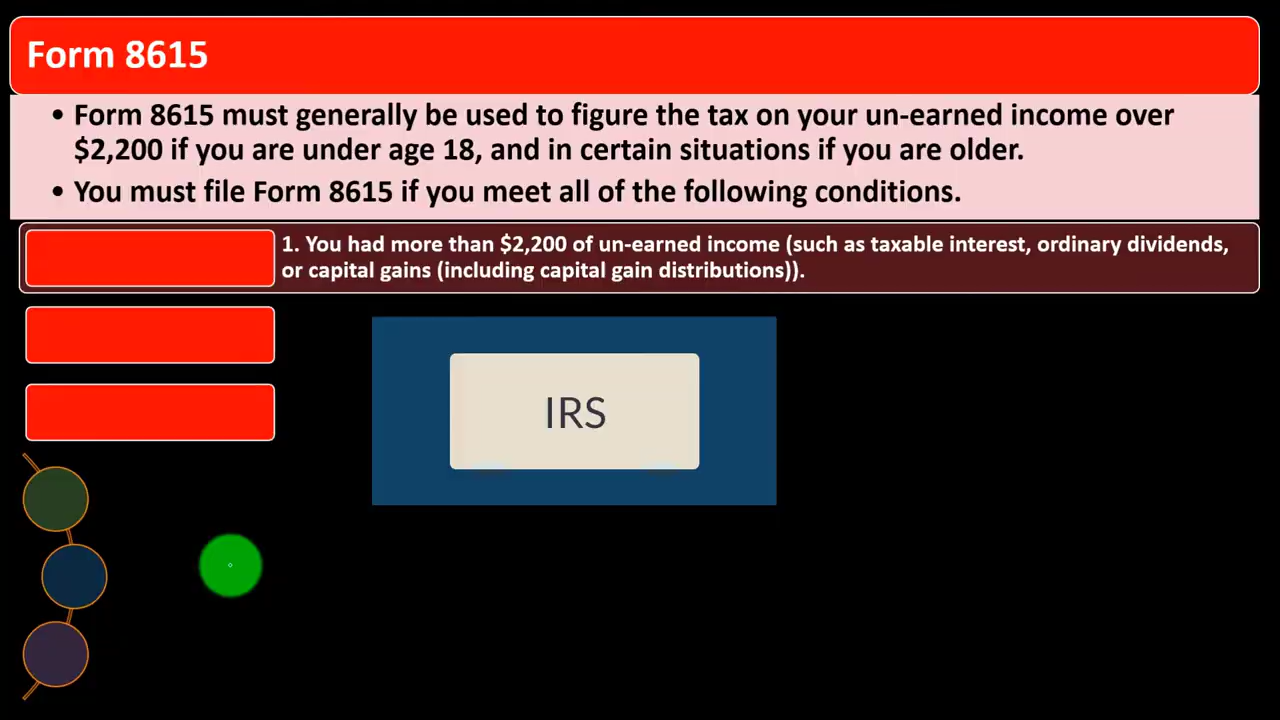 Form 8615
• Form 8615 must generally be used to figure the tax on your un-earned income over
$2,200 if you are under age 18, and in certain situations if you are older.
• You must file Form 8615 if you meet all of the following conditions.
1. You had more than $2,200 of un-earned income (such as taxable interest, ordinary dividends,
or capital gains (including capital gain distributions)).
IRS